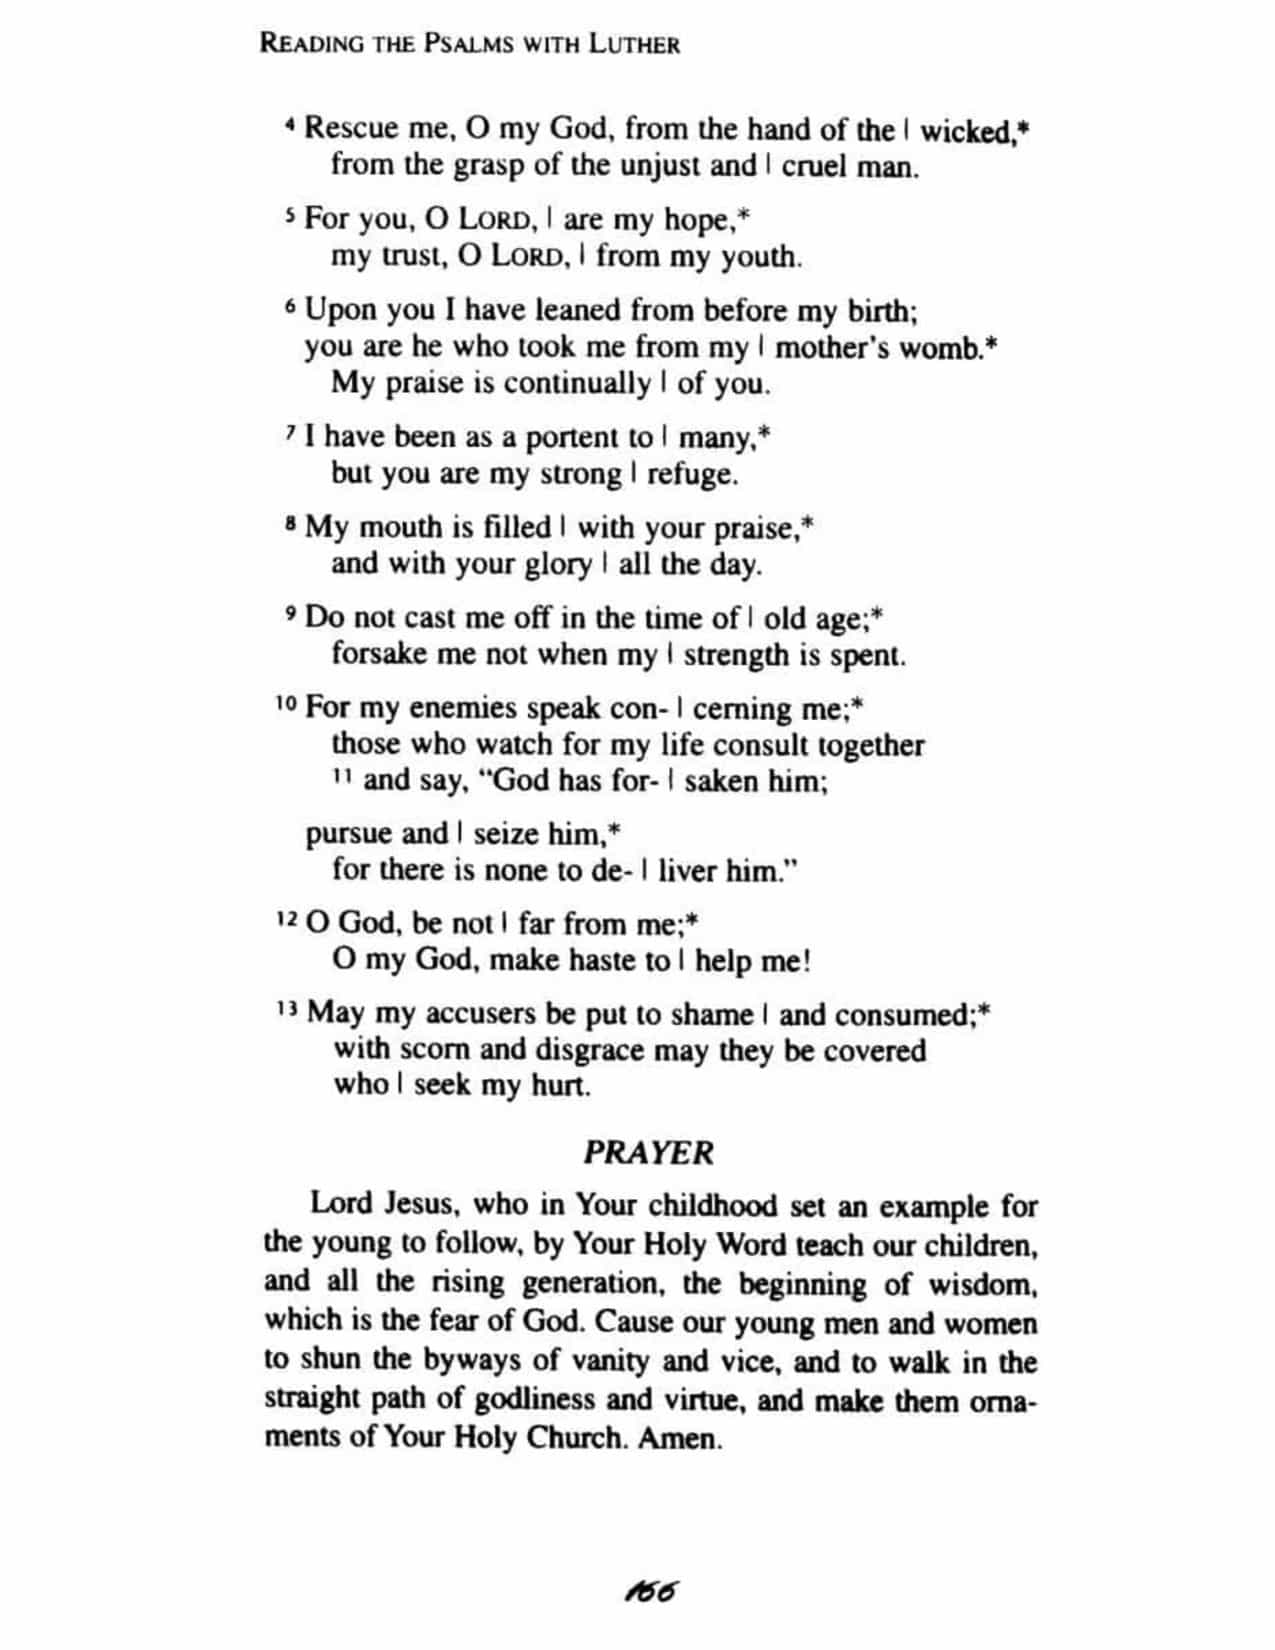 READING THE PSALMS WITH LUTHER
4 Rescue me, O my God, from the hand of the | wicked,*
from the grasp of the unjust and | cruel man.
5 For you, O LORD, | are my hope,*
my trust, O LORD, | from my youth.
6 Upon you I have leaned from before my birth;
you are he who took me from my | mother's womb.*
My praise is continually | of you.
7 I have been as a portent to | many,*
but you are my strong | refuge.
8 My mouth is filled | with your praise,*
and with your glory | all the day.
9 Do not cast me off in the time of | old age;*
forsake me not when my | strength is spent.
10 For my enemies speak con- | cerning me;*
those who watch for my life consult together
11 and say, "God has for- | saken him;
pursue and | seize him,*
for there is none to de- | liver him."
12 O God, be not | far from me;*
O my God, make haste to | help me!
13 May my accusers be put to shame | and consumed;*
with scorn and disgrace may they be covered
who | seek my hurt.
PRAYER
Lord Jesus, who in Your childhood set an example for
the young to follow, by Your Holy Word teach our children,
and all the rising generation, the beginning of wisdom,
which is the fear of God. Cause our young men and women
to shun the byways of vanity and vice, and to walk in the
straight path of godliness and virtue, and make them orna-
ments of Your Holy Church. Amen.
166